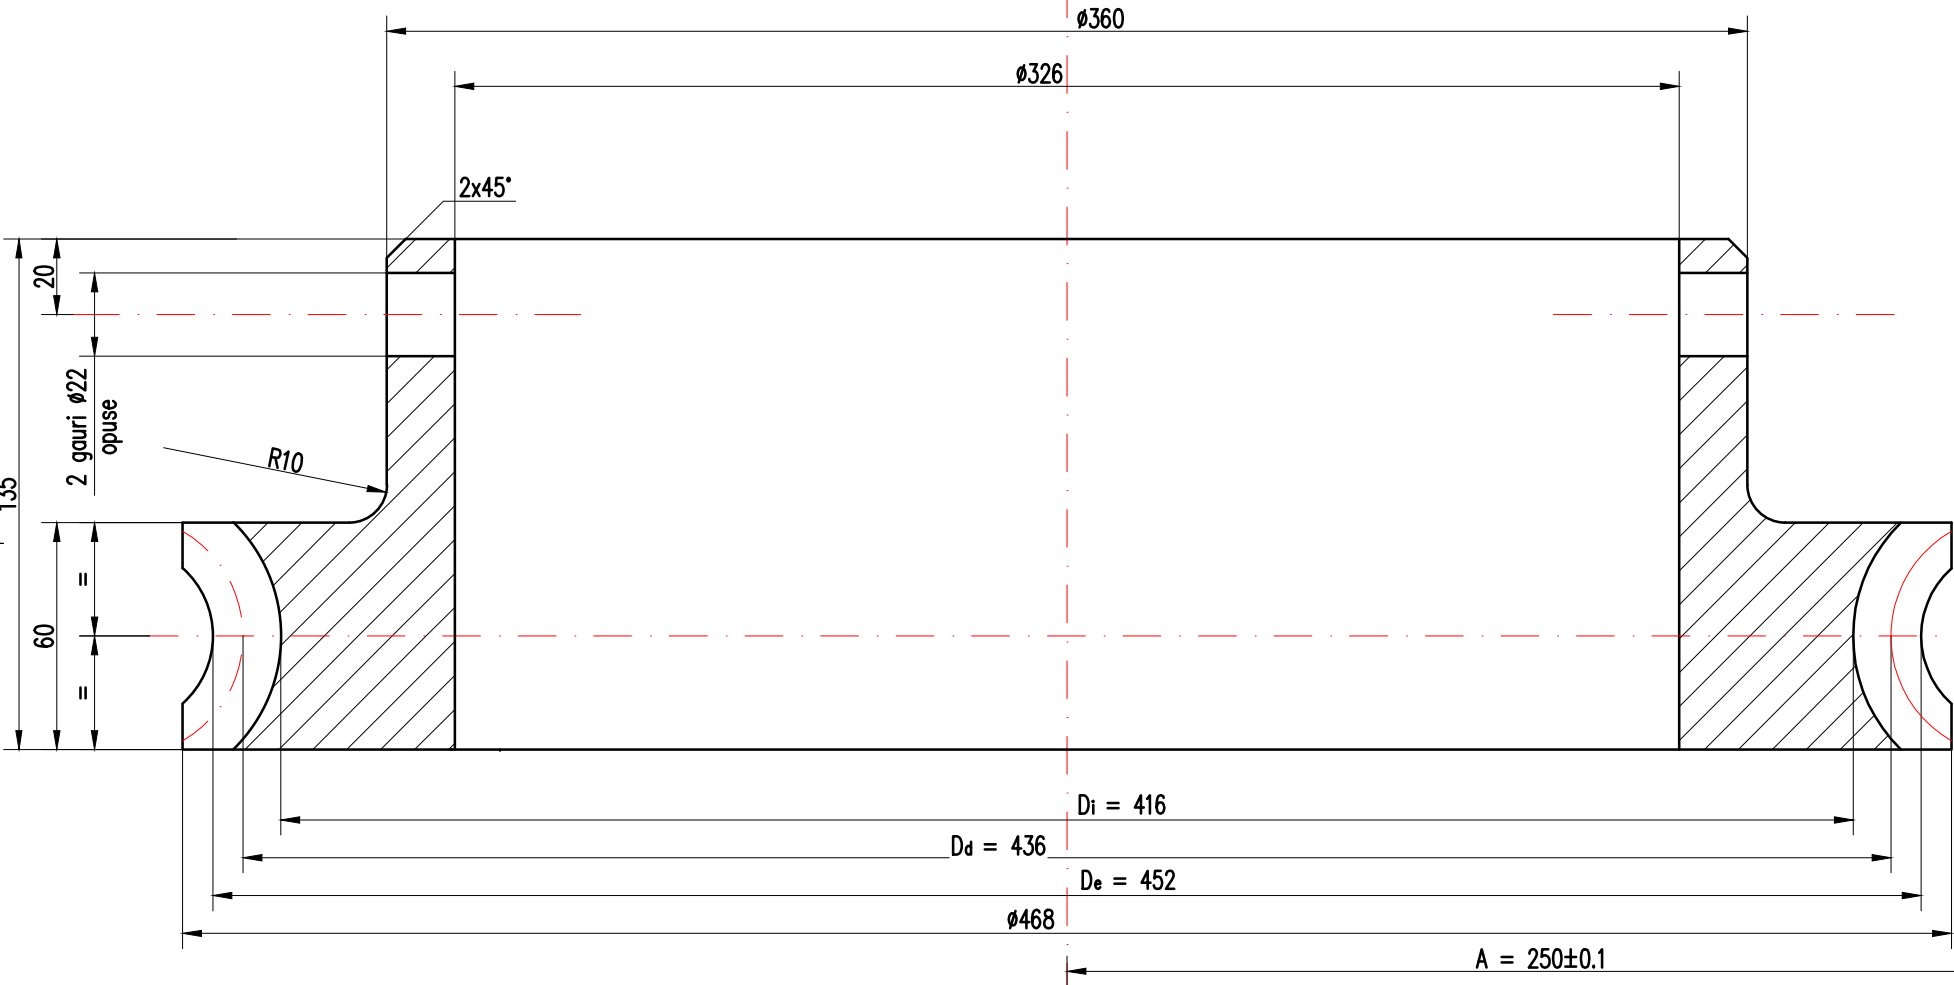 ø360
ø326
2x45°
20
2 gauri ø22
opuse
R10
135
=
60
=
Di = 416
Dd = 436
De = 452
ø468
A = 250±0.1